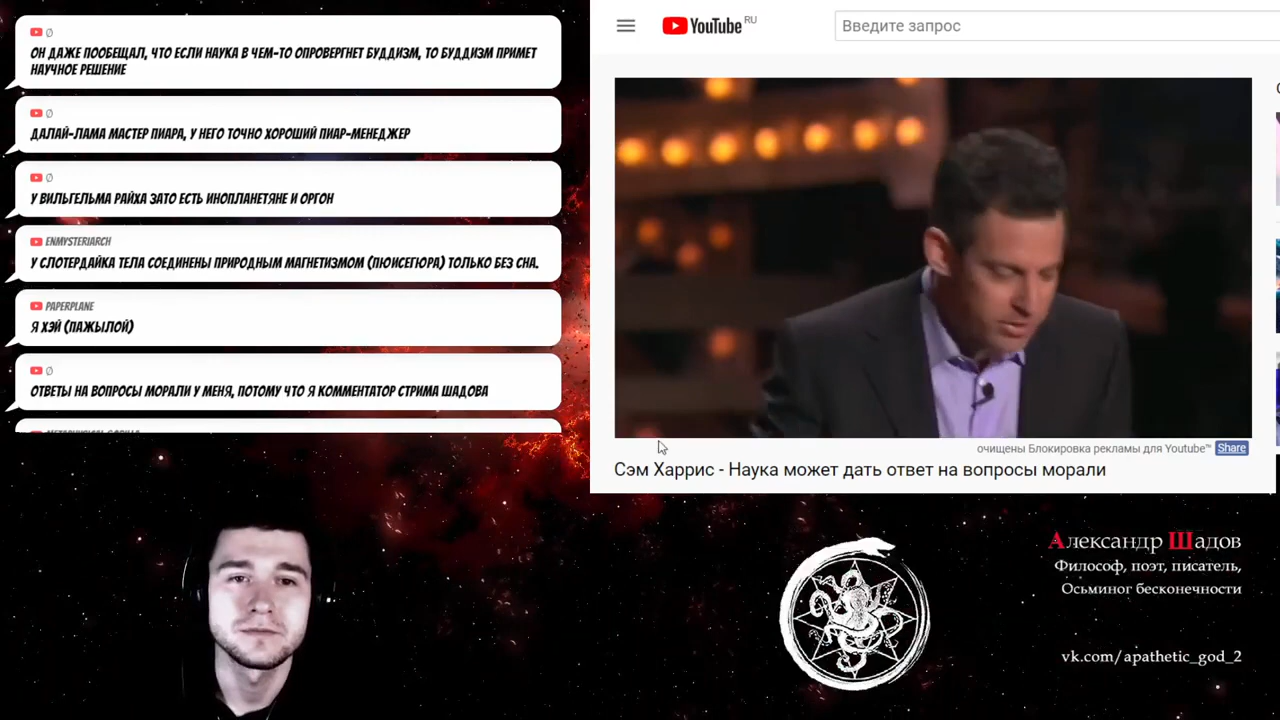 Ø
ОН ДАЖЕ ПООБЕЩАЛ, ЧТО ЕСЛИ НАУКА В ЧЕМ-ТО ОПРОВЕРГНЕТ БУДДИЗМ, ТО БУДДИЗМ ПРИМЕТ
НАУЧНОЕ РЕШЕНИЕ
Ø
ДАЛАЙ-ЛАМА МАСТЕР ПИАРА, У НЕГО ТОЧНО ХОРОШИЙ ПИАР-МЕНЕДЖЕР
Ø
У ВИЛЬГЕЛЬМА РАЙХА ЗАТО ЕСТЬ ИНОПЛАНЕТЯНЕ И ОРГОН
ENMYSTERIARCH
У СЛОТЕРДАЙКА ТЕЛА СОЕДИНЕНЫ ПРИРОДНЫМ МАГНЕТИЗМОМ (ПЮИСЕГЮРА) ТОЛЬКО БЕЗ СНА.
PAPERPLANE
Я ХЭЙ (ПАЖЫЛОЙ)
Ø
ОТВЕТЫ НА ВОПРОСЫ МОРАЛИ У МЕНЯ, ПОТОМУ ЧТО Я КОММЕНТАТОР СТРИМА ШАДОВА
YouTube RU
Введите запрос
очищены Блокировка рекламы для Youtube™ Share
Сэм Харрис - Наука может дать ответ на вопросы морали
Александр Шадов
Философ, поэт, писатель,
Осьминог бесконечности
vk.com/apathetic_god_2